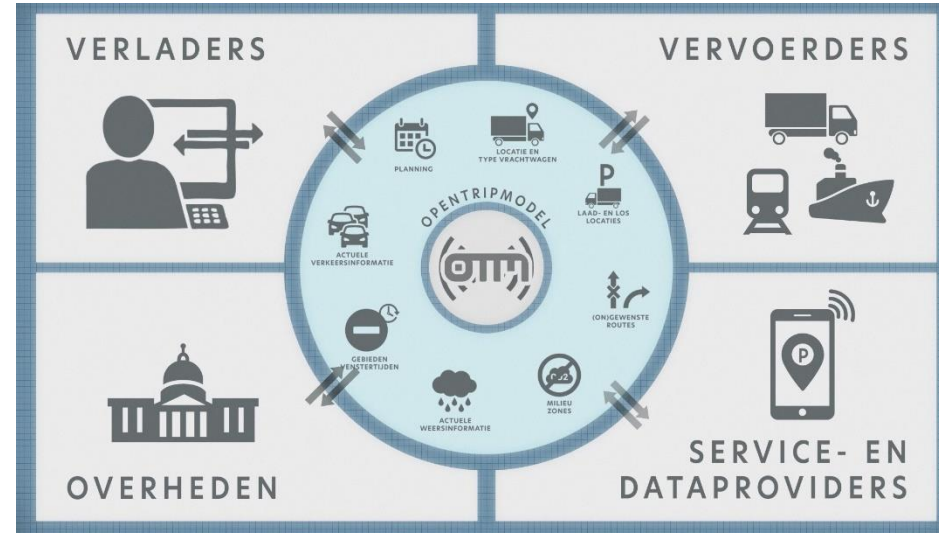 VERLADERS
VERVOERDERS
PLANNING
LOCATIE EN
TYPE VRACHTWAGEN
P
LAAD- EN LOS
LOCATIES
OPENTRIPMODEL
OTM
ACTUELE
VERKEERSINFORMATIE
(ON)GEWENSTE
ROUTES
GEBIEDEN
VENSTERTIJDEN
CO2
MILIEU
ZONES
ACTUELE
WEERSINFORMATIE
P
OVERHEDEN
SERVICE- EN
DATAPROVIDERS